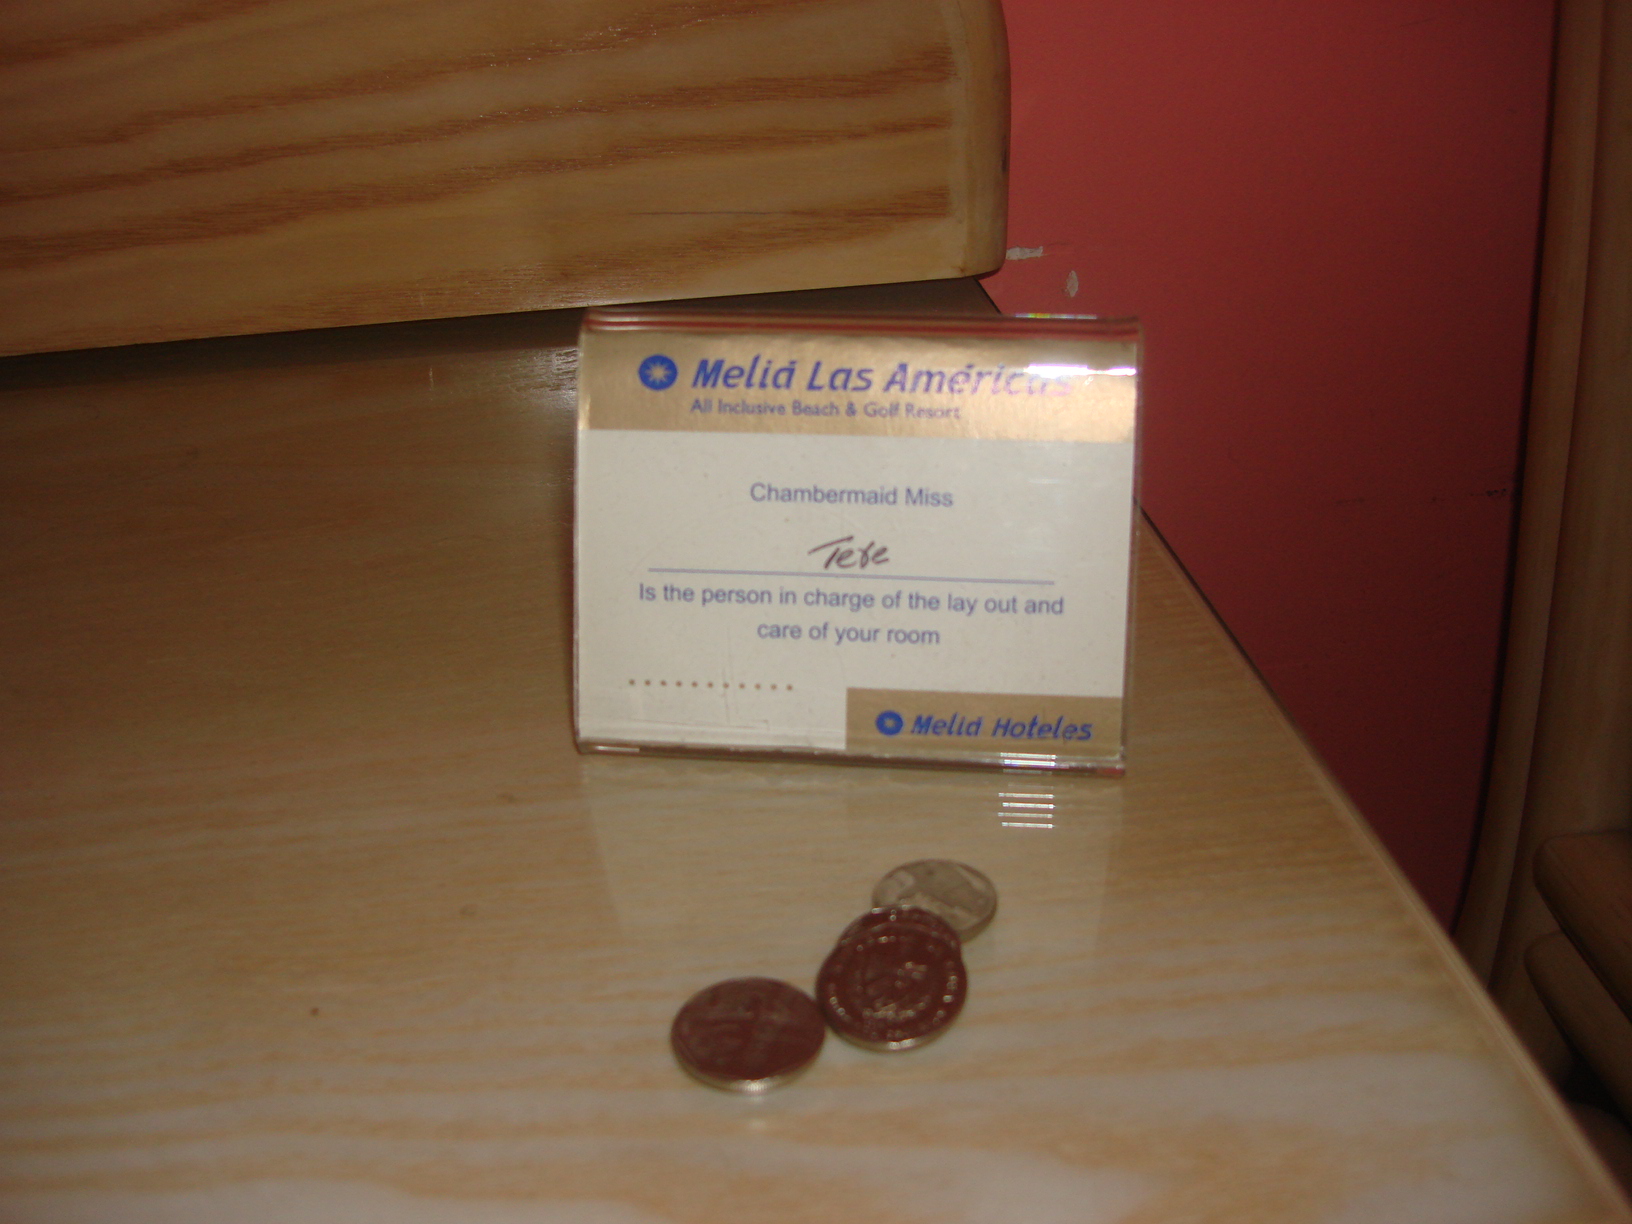 Meliá Las Américas
All Inclusive Beach & Golf Resort
Chambermaid Miss
Tete
Is the person in charge of the lay out and
care of your room
...........
Meliá Hoteles